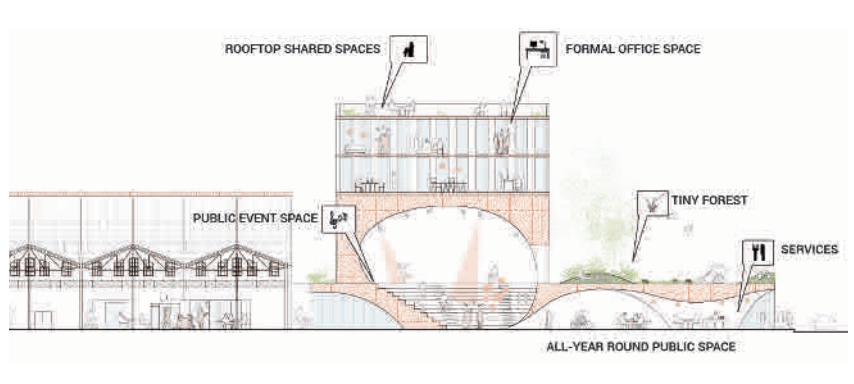 ROOFTOP SHARED SPACES
FORMAL OFFICE SPACE
TINY FOREST
PUBLIC EVENT SPACE
SERVICES
ALL-YEAR ROUND PUBLIC SPACE